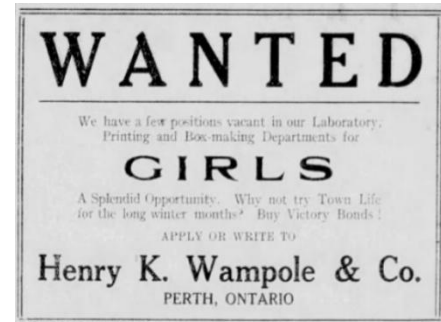 WANTED
We have a few positions vacant in our Laboratory,
Printing and Box-making Departments for
GIRLS
A Splendid Opportunity. Why not try Town Life
for the long winter months? Buy Victory Bonds!
APPLY OR WRITE TO
Henry K. Wampole & Co.
PERTH, ONTARIO